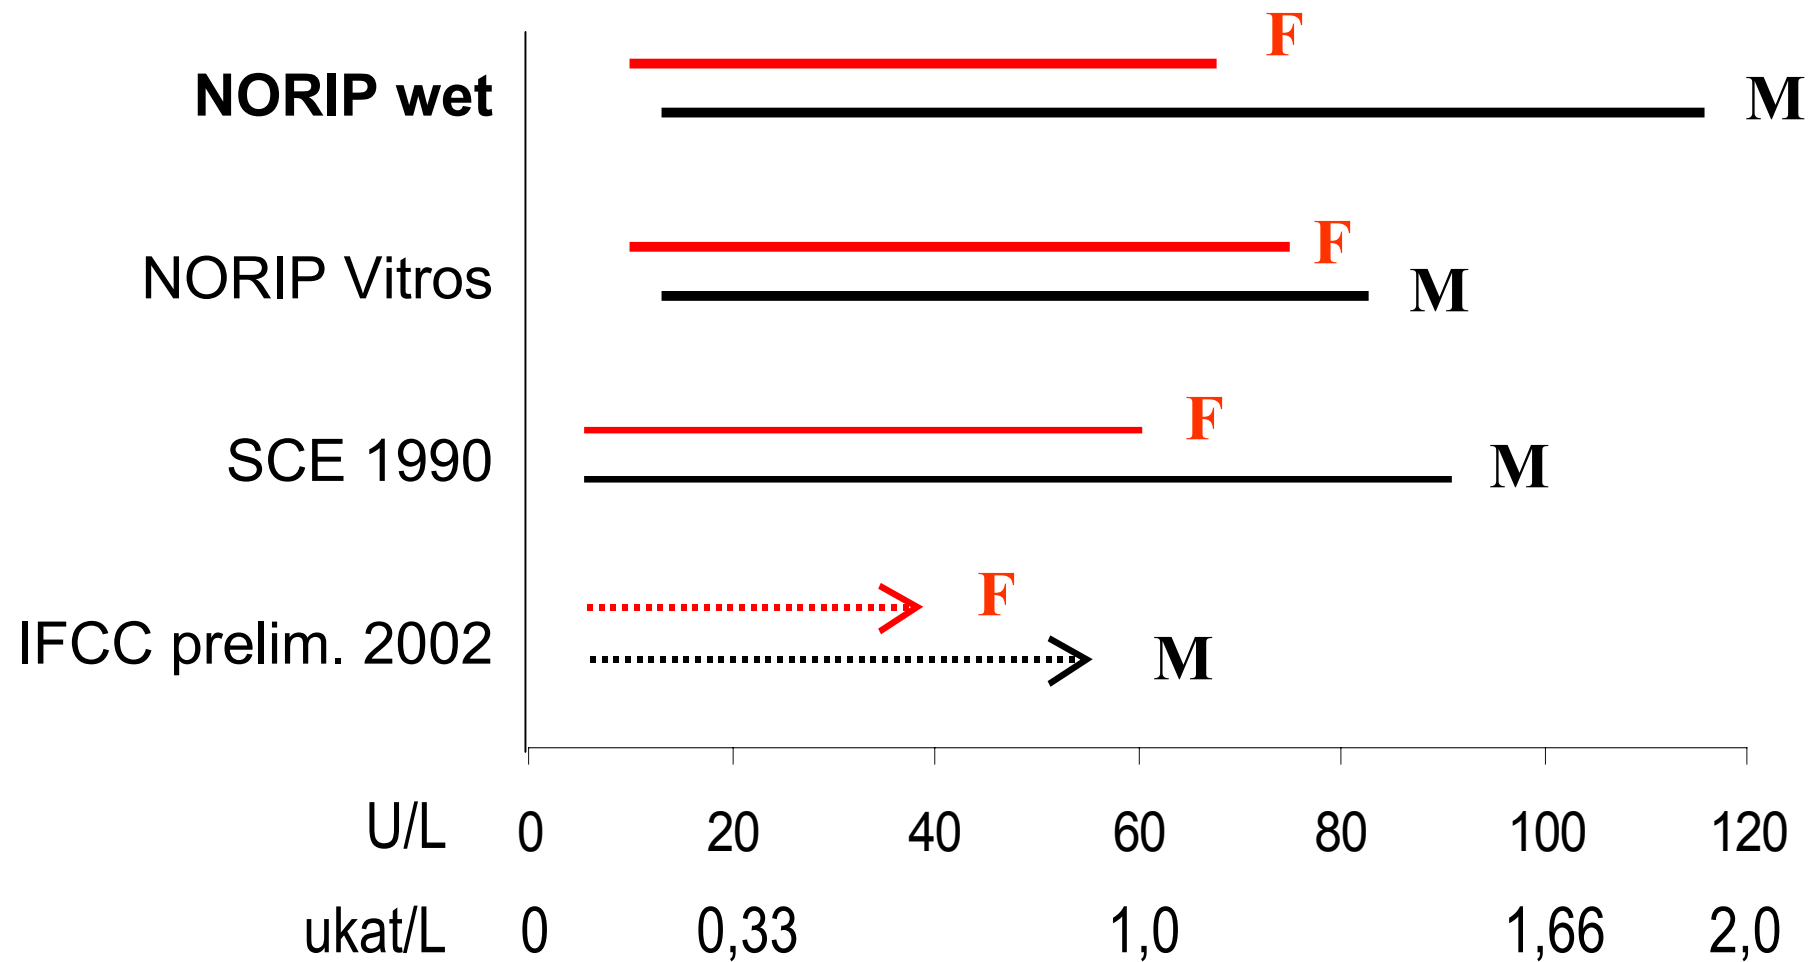 F
NORIP wet
M
F
NORIP Vitros
M
F
SCE 1990
M
F
IFCC prelim. 2002
M
U/L 0 20 40 60 80 100 120
ukat/L 0 0,33 1,0 1,66 2,0